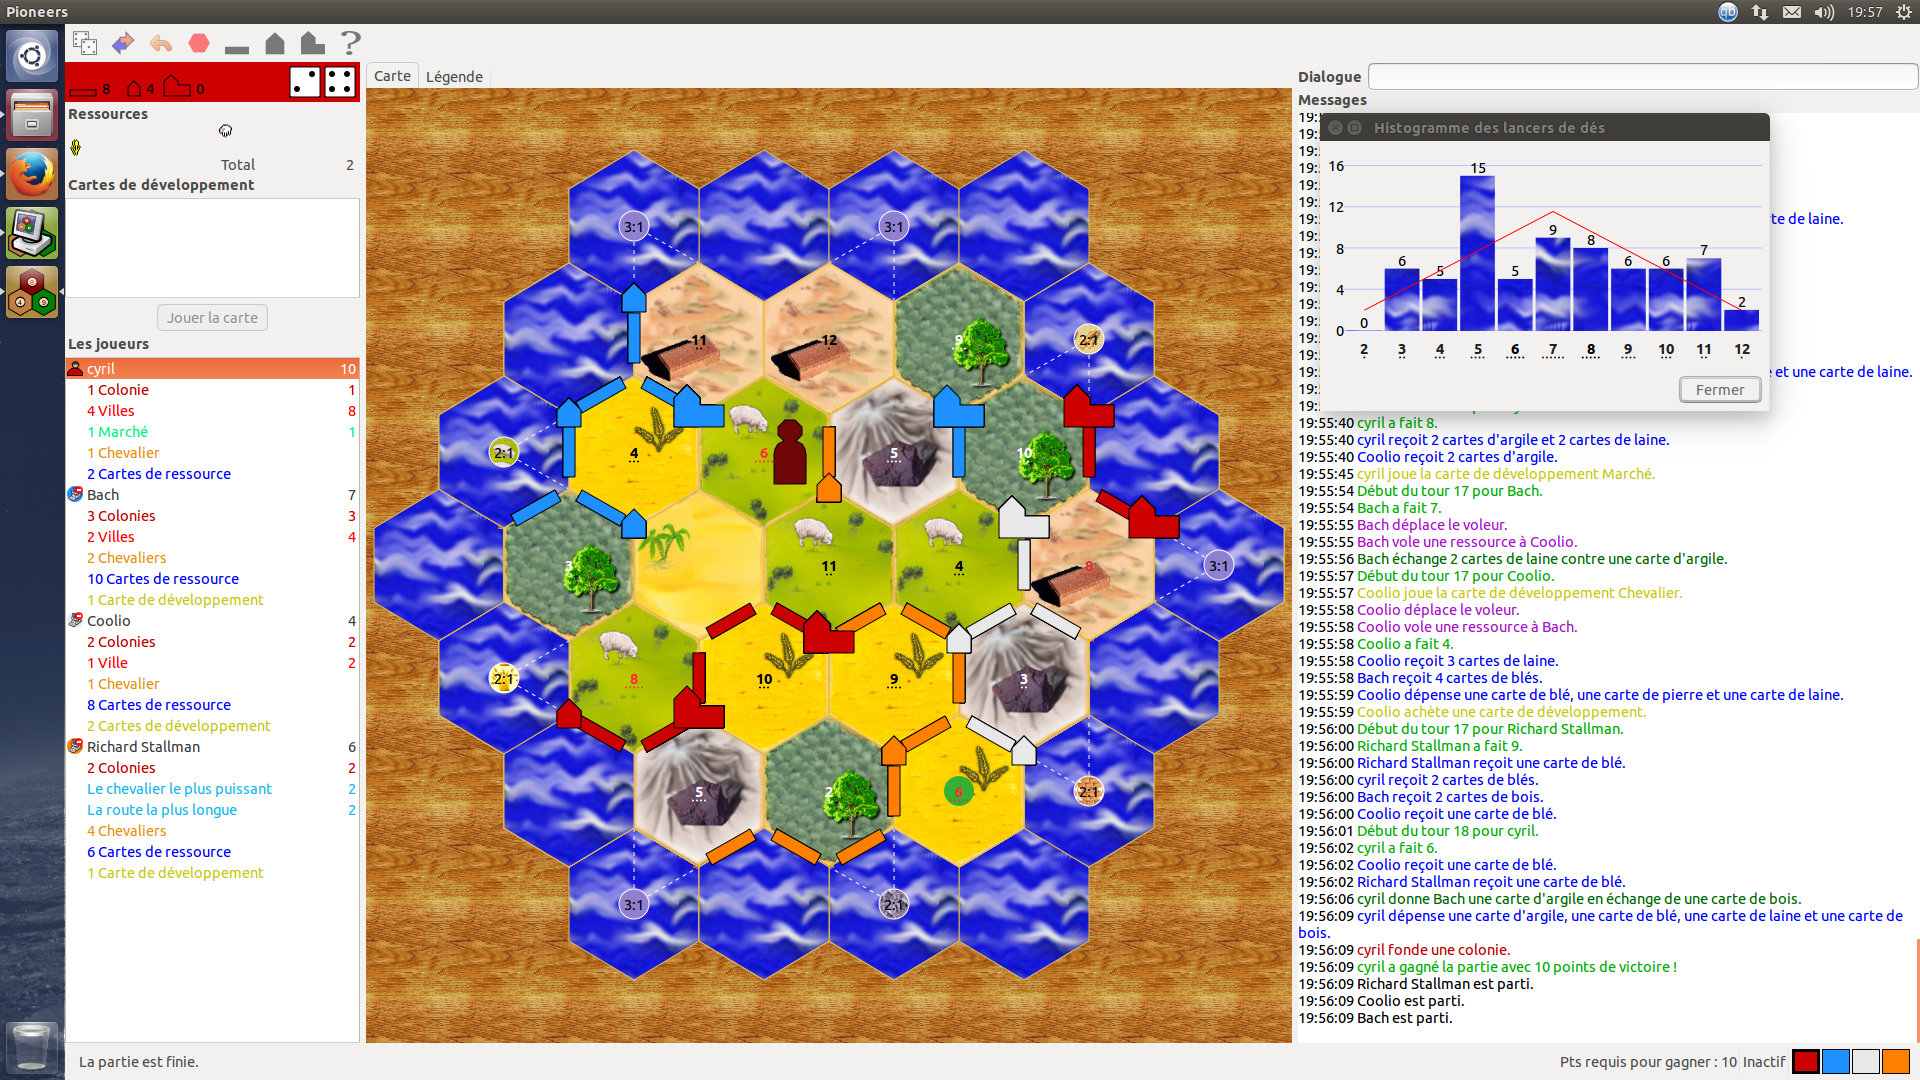 Pioneers
19:57
8 4 0
Ressources
Total 2
Cartes de développement
Jouer la carte
Les joueurs
cyril 10
1 Colonie 1
4 Villes 8
1 Marché 1
1 Chevalier
2 Cartes de ressource
Bach 7
3 Colonies 3
2 Villes 4
2 Chevaliers
10 Cartes de ressource
1 Carte de développement
Coolio 4
2 Colonies 2
1 Ville 2
1 Chevalier
8 Cartes de ressource
2 Cartes de développement
Richard Stallman 6
2 Colonies 2
Le chevalier le plus puissant 2
La route la plus longue 2
4 Chevaliers
6 Cartes de ressource
1 Carte de développement
La partie est finie.
Carte Légende
3:1 3:1
11 12 9 2:1
2:1 4 6 5 10
3 11 4 8 3:1
2:1 8 10 9 3
5 2 6 2:1
3:1 2:1
Dialogue
Messages
Histogramme des lancers de dés
16
12
8
4
0
0 6 5 15 5 9 8 6 6 7 2
2 3 4 5 6 7 8 9 10 11 12
Fermer
te de laine.
e et une carte de laine.
19:55:40 cyril a fait 8.
19:55:40 cyril reçoit 2 cartes d'argile et 2 cartes de laine.
19:55:40 Coolio reçoit 2 cartes d'argile.
19:55:45 cyril joue la carte de développement Marché.
19:55:54 Début du tour 17 pour Bach.
19:55:54 Bach a fait 7.
19:55:55 Bach déplace le voleur.
19:55:55 Bach vole une ressource à Coolio.
19:55:56 Bach échange 2 cartes de laine contre une carte d'argile.
19:55:57 Début du tour 17 pour Coolio.
19:55:57 Coolio joue la carte de développement Chevalier.
19:55:58 Coolio déplace le voleur.
19:55:58 Coolio vole une ressource à Bach.
19:55:58 Coolio a fait 4.
19:55:58 Coolio reçoit 3 cartes de laine.
19:55:58 Bach reçoit 4 cartes de blés.
19:55:59 Coolio dépense une carte de blé, une carte de pierre et une carte de laine.
19:55:59 Coolio achète une carte de développement.
19:56:00 Début du tour 17 pour Richard Stallman.
19:56:00 Richard Stallman a fait 9.
19:56:00 Richard Stallman reçoit une carte de blé.
19:56:00 cyril reçoit 2 cartes de blés.
19:56:00 Bach reçoit 2 cartes de bois.
19:56:00 Coolio reçoit une carte de blé.
19:56:01 Début du tour 18 pour cyril.
19:56:02 cyril a fait 6.
19:56:02 Coolio reçoit une carte de blé.
19:56:02 Richard Stallman reçoit une carte de blé.
19:56:06 cyril donne Bach une carte d'argile en échange de une carte de bois.
19:56:09 cyril dépense une carte d'argile, une carte de blé, une carte de laine et une carte de
bois.
19:56:09 cyril fonde une colonie.
19:56:09 cyril a gagné la partie avec 10 points de victoire !
19:56:09 Richard Stallman est parti.
19:56:09 Coolio est parti.
19:56:09 Bach est parti.
Pts requis pour gagner : 10 Inactif